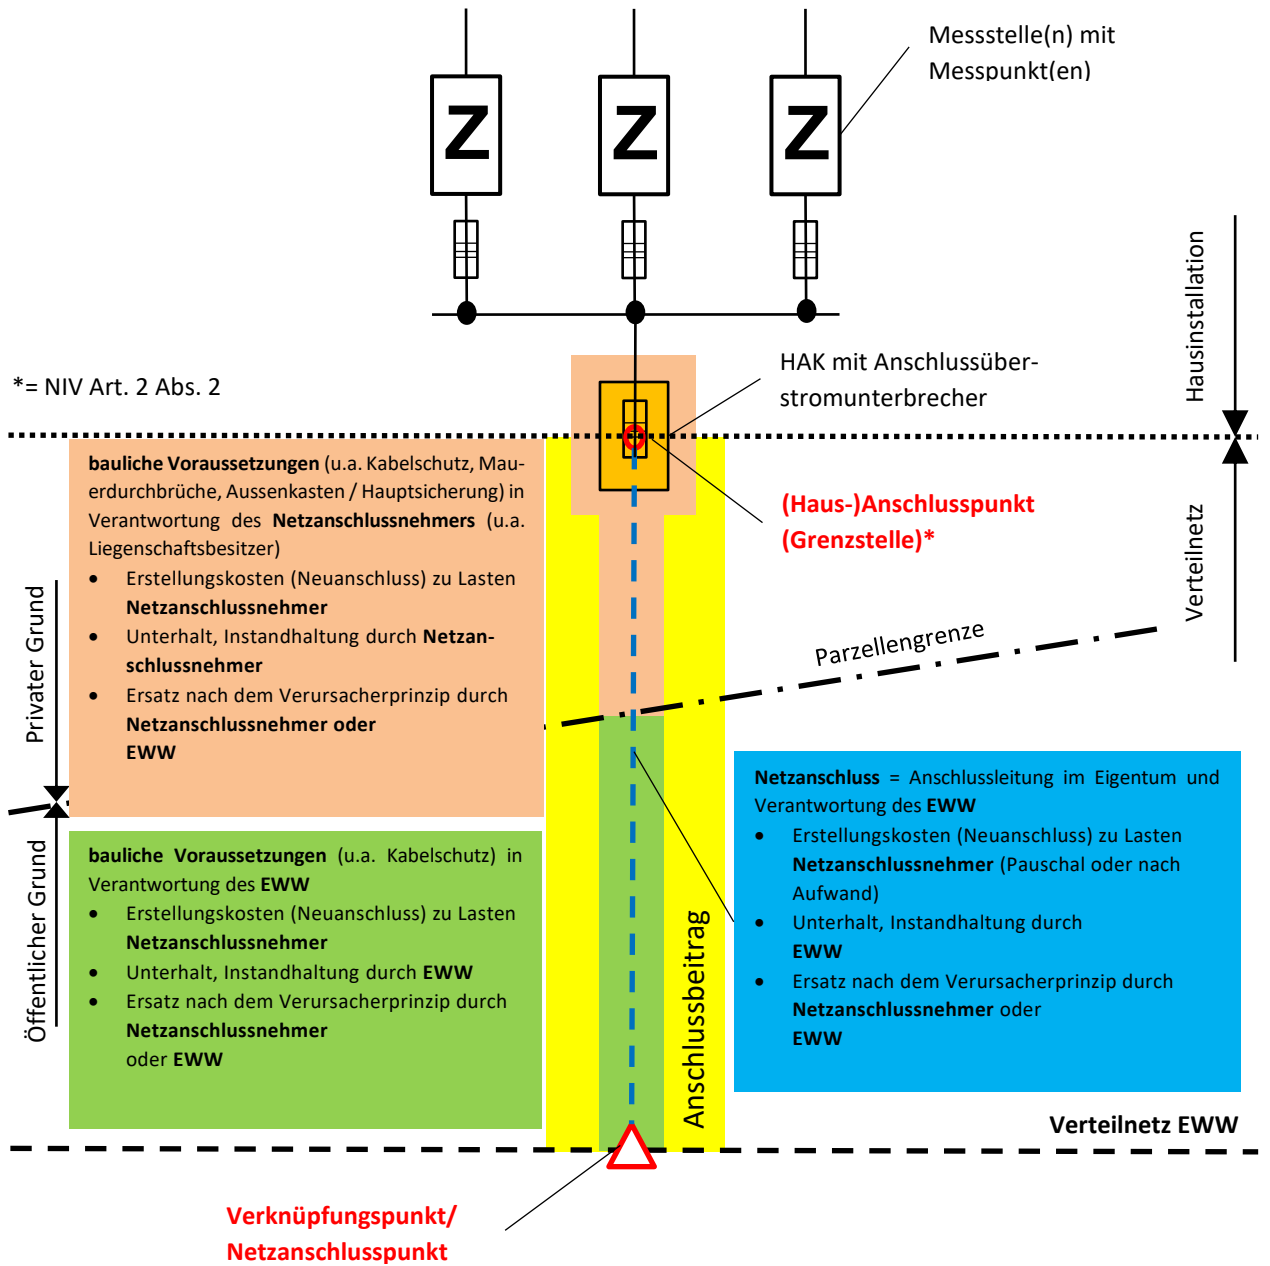 Messstelle(n) mit
Messpunkt(en)
Z Z Z
Hausinstallation
HAK mit Anschlussüber-
stromunterbrecher
*= NIV Art. 2 Abs. 2
bauliche Voraussetzungen (u.a. Kabelschutz, Mau-
erdurchbrüche, Aussenkasten / Hauptsicherung) in
Verantwortung des Netzanschlussnehmers (u.a.
Liegenschaftsbesitzer)
• Erstellungskosten (Neuanschluss) zu Lasten
Netzanschlussnehmer
• Unterhalt, Instandhaltung durch Netzan-
schlussnehmer
• Ersatz nach dem Verursacherprinzip durch
Netzanschlussnehmer oder
EWW
(Haus-)Anschlusspunkt
(Grenzstelle)*
Verteilnetz
Parzellengrenze
Privater Grund
Öffentlicher Grund
bauliche Voraussetzungen (u.a. Kabelschutz) in
Verantwortung des EWW
• Erstellungskosten (Neuanschluss) zu Lasten
Netzanschlussnehmer
• Unterhalt, Instandhaltung durch EWW
• Ersatz nach dem Verursacherprinzip durch
Netzanschlussnehmer
oder EWW
Anschlussbeitrag
Netzanschluss = Anschlussleitung im Eigentum und
Verantwortung des EWW
• Erstellungskosten (Neuanschluss) zu Lasten
Netzanschlussnehmer (Pauschal oder nach
Aufwand)
• Unterhalt, Instandhaltung durch
EWW
• Ersatz nach dem Verursacherprinzip durch
Netzanschlussnehmer oder
EWW
Verteilnetz EWW
Verknüpfungspunkt/
Netzanschlusspunkt